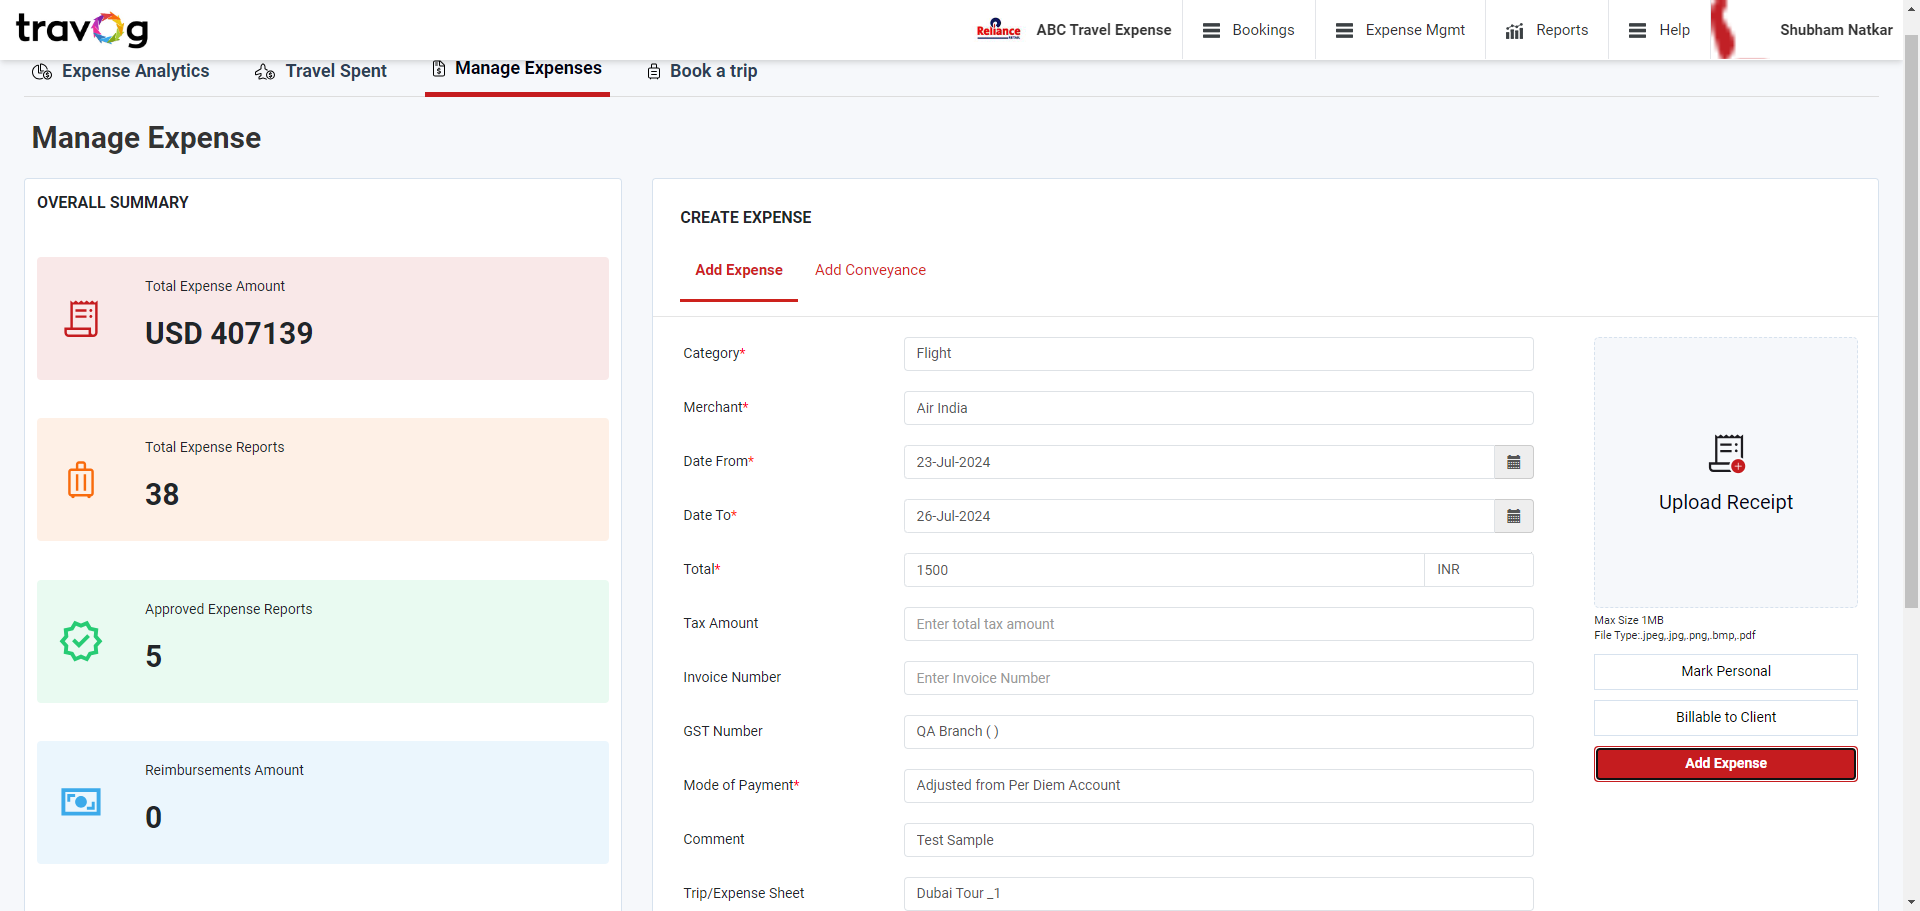 travog
Reliance
RETAIL
ABC Travel Expense
Bookings
Expense Mgmt
Reports
Help
Shubham Natkar
Expense Analytics
Travel Spent
Manage Expenses
Book a trip
Manage Expense
OVERALL SUMMARY
Total Expense Amount
USD 407139
Total Expense Reports
38
Approved Expense Reports
5
Reimbursements Amount
0
CREATE EXPENSE
Add Expense
Add Conveyance
Category* Flight
Merchant* Air India
Date From* 23-Jul-2024
Date To* 26-Jul-2024
Total* 1500 INR
Tax Amount Enter total tax amount
Invoice Number Enter Invoice Number
GST Number QA Branch ( )
Mode of Payment* Adjusted from Per Diem Account
Comment Test Sample
Trip/Expense Sheet Dubai Tour _1
Upload Receipt
Max Size 1MB
File Type:.jpeg,.jpg,.png,.bmp,.pdf
Mark Personal
Billable to Client
Add Expense